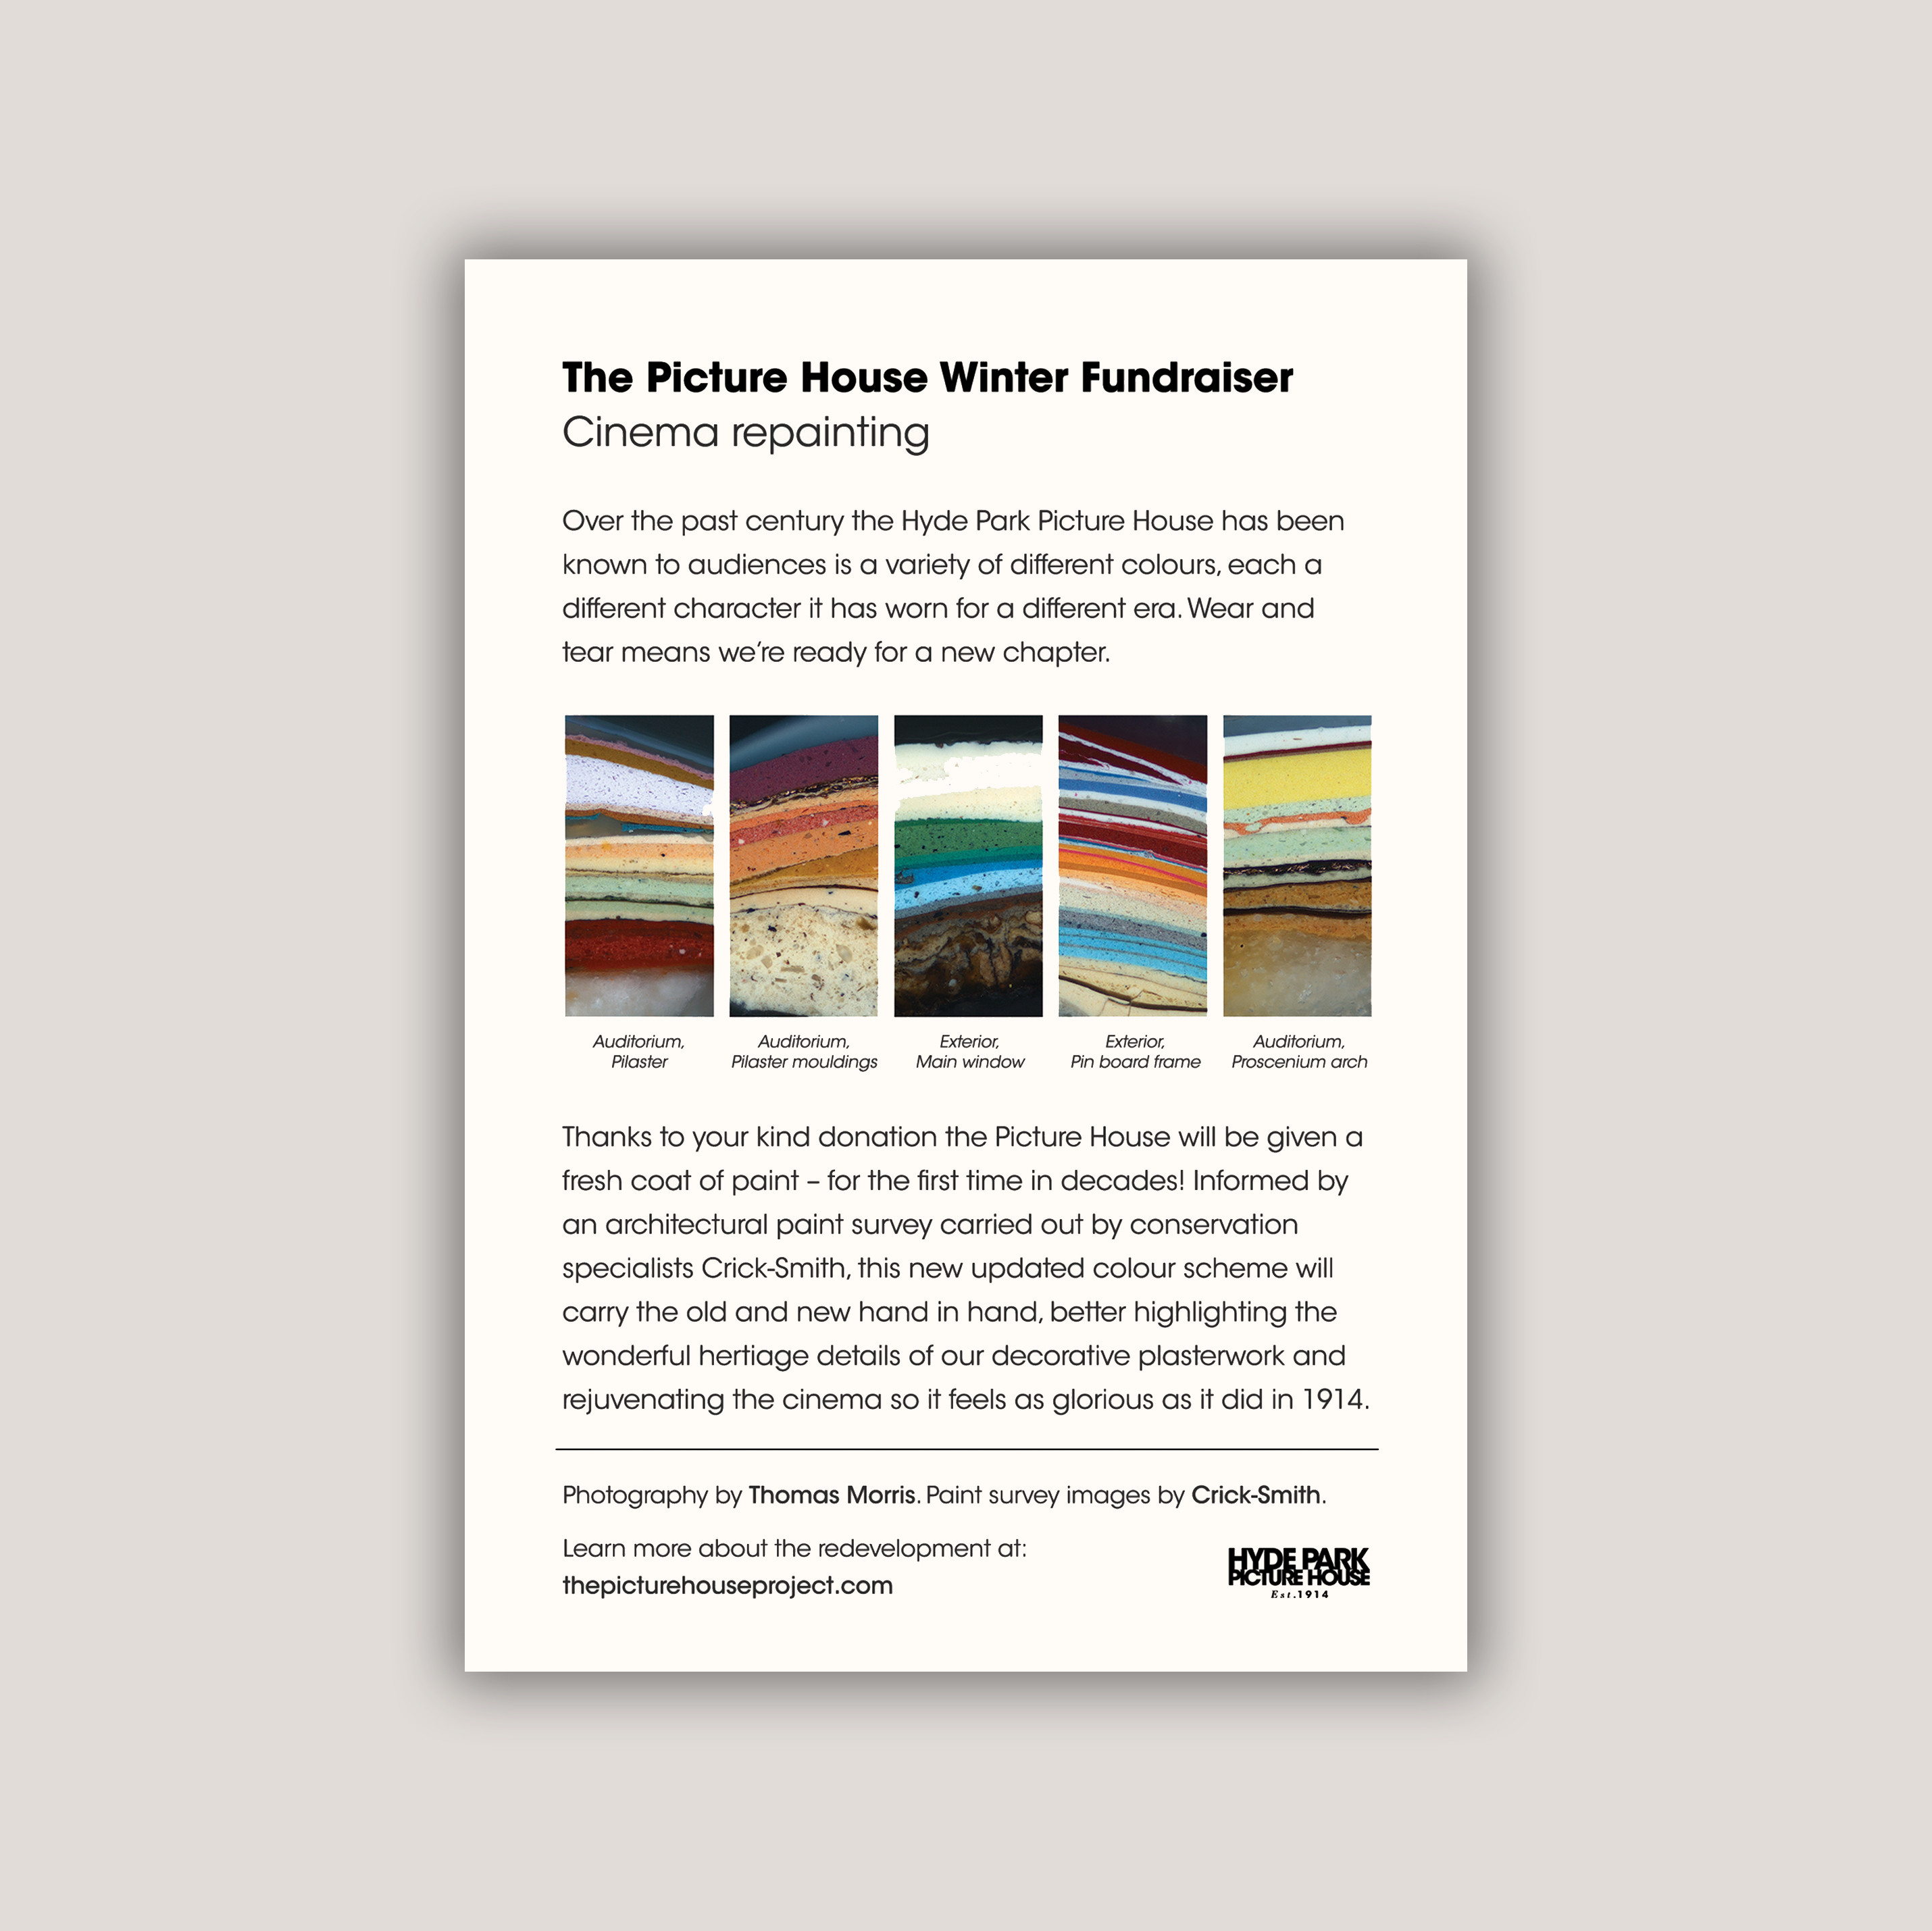 The Picture House Winter Fundraiser
Cinema repainting
Over the past century the Hyde Park Picture House has been
known to audiences is a variety of different colours, each a
different character it has worn for a different era. Wear and
tear means we’re ready for a new chapter.
Auditorium,
Pilaster
Auditorium,
Pilaster mouldings
Exterior,
Main window
Exterior,
Pin board frame
Auditorium,
Proscenium arch
Thanks to your kind donation the Picture House will be given a
fresh coat of paint – for the first time in decades! Informed by
an architectural paint survey carried out by conservation
specialists Crick-Smith, this new updated colour scheme will
carry the old and new hand in hand, better highlighting the
wonderful hertiage details of our decorative plasterwork and
rejuvenating the cinema so it feels as glorious as it did in 1914.
Photography by Thomas Morris. Paint survey images by Crick-Smith.
Learn more about the redevelopment at:
thepicturehouseproject.com
HYDE PARK
PICTURE HOUSE
Est.1914